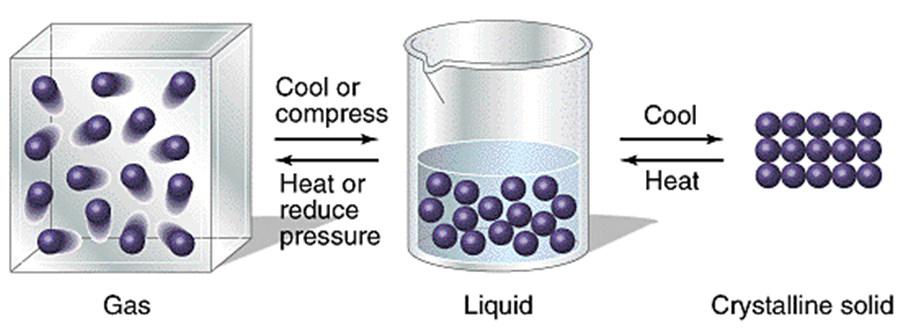 Cool or
compress
Heat or
reduce
pressure
Cool
Heat
Gas
Liquid
Crystalline solid